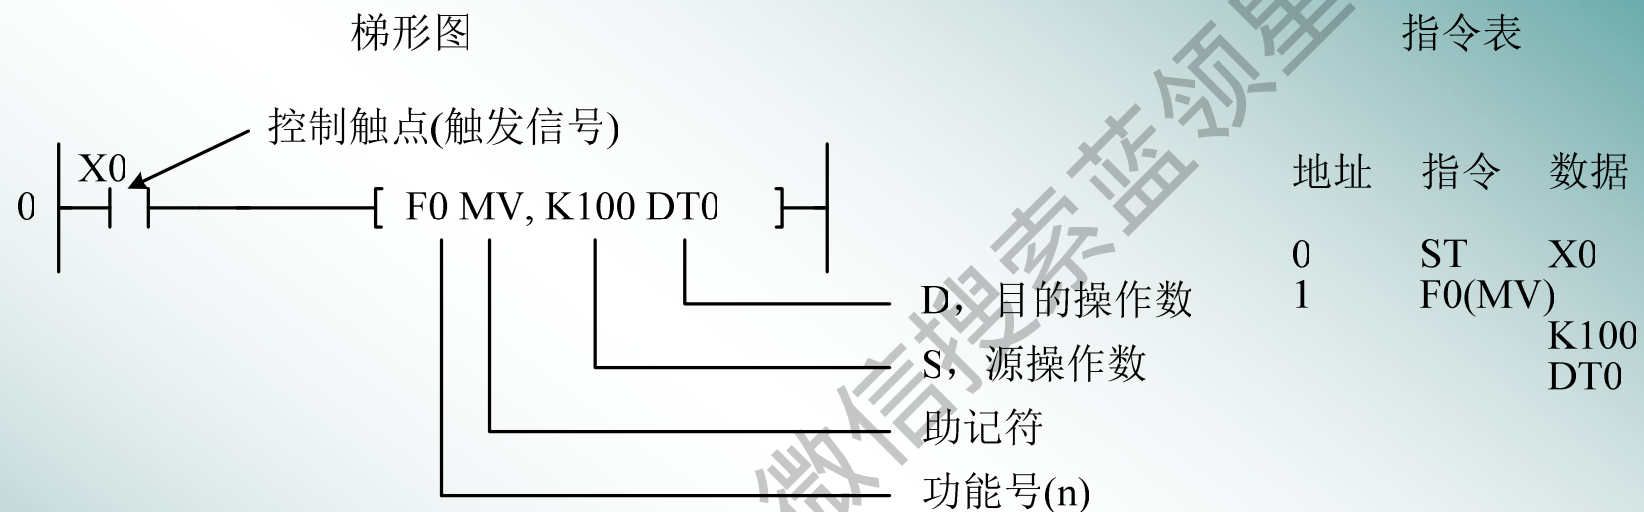 梯形图
指令表
控制触点(触发信号)
X0
0
F0 MV, K100 DT0
D，目的操作数
S，源操作数
助记符
功能号(n)
地址 指令 数据
0 ST X0
1 F0(MV)
K100
DT0
微信搜索蓝领星